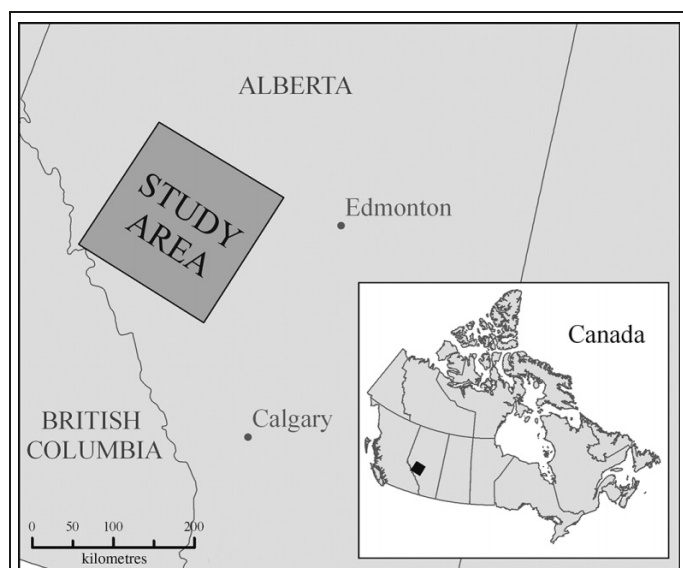 ALBERTA
STUDY
AREA
Edmonton
Canada
Calgary
BRITISH
COLUMBIA
0 50 100 200
kilometres